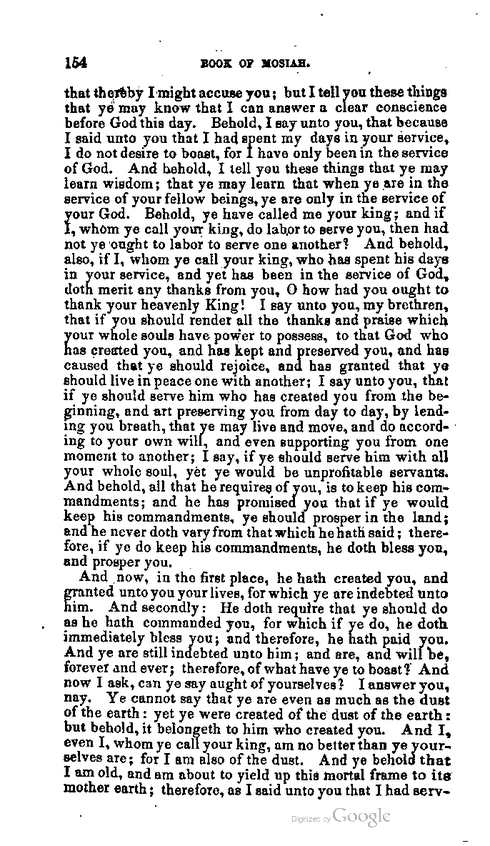 154 BOOK OF MOSIAH.
that thereby I might accuse you; but I tell you these things
that ye may know that I can answer a clear conscience
before God this day. Behold, I say unto you, that because
I said unto you that I had spent my days in your service,
I do not desire to boast, for I have only been in the service
of God. And behold, I tell you these things that ye may
learn wisdom; that ye may learn that when ye are in the
service of your fellow beings, ye are only in the service of
your God. Behold, ye have called me your king; and if
I, whom ye call your king, do labor to serve you, then had
not ye ought to labor to serve one another? And behold,
also, if I, whom ye call your king, who has spent his days
in your service, and yet has been in the service of God,
doth merit any thanks from you, O how had you ought to
thank your heavenly King! I say unto you, my brethren,
that if you should render all the thanks and praise which
your whole souls have power to possess, to that God who
has created you, and has kept and preserved you, and has
caused that ye should rejoice, and has granted that ye
should live in peace one with another; I say unto you, that
if ye should serve him who has created you from the be-
ginning, and art preserving you from day to day, by lend-
ing you breath, that ye may live and move, and do accord-
ing to your own will, and even supporting you from one
moment to another; I say, if ye should serve him with all
your whole soul, yet ye would be unprofitable servants.
And behold, all that he requires of you, is to keep his com-
mandments; and he has promised you that if ye would
keep his commandments, ye should prosper in the land;
and he never doth vary from that which he hath said; there-
fore, if ye do keep his commandments, he doth bless you,
and prosper you.
And now, in the first place, he hath created you, and
granted unto you your lives, for which ye are indebted unto
him. And secondly: He doth require that ye should do
as he hath commanded you, for which if ye do, he doth
immediately bless you; and therefore, he hath paid you.
And ye are still indebted unto him; and are, and will be,
forever and ever; therefore, of what have ye to boast? And
now I ask, can ye say aught of yourselves? I answer you,
nay. Ye cannot say that ye are even as much as the dust
of the earth: yet ye were created of the dust of the earth:
but behold, it belongeth to him who created you. And I,
even I, whom ye call your king, am no better than ye your-
selves are; for I am also of the dust. And ye behold that
I am old, and am about to yield up this mortal frame to its
mother earth; therefore, as I said unto you that I had serv-
Digitized by Google